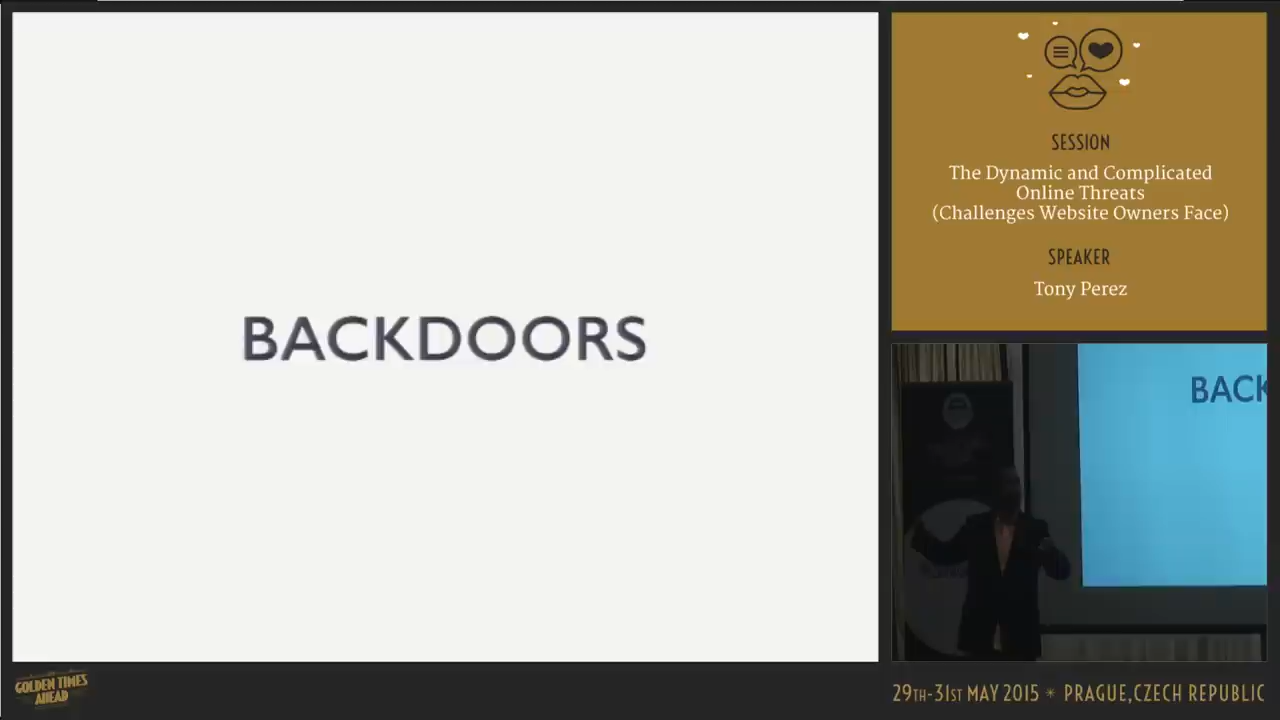 BACKDOORS
SESSION
The Dynamic and Complicated
Online Threats
(Challenges Website Owners Face)
SPEAKER
Tony Perez
BACK
GOLDEN TIMES
AHEAD
29TH-31ST MAY 2015 * PRAGUE, CZECH REPUBLIC